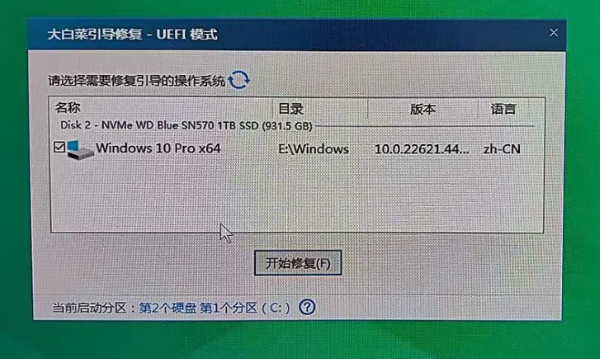 大白菜引导修复 - UEFI 模式
请选择需要修复引导的操作系统
名称 目录 版本 语言
Disk 2 - NVMe WD Blue SN570 1TB SSD (931.5 GB)
Windows 10 Pro x64 E:\Windows 10.0.22621.44... zh-CN
开始修复(F)
当前启动分区：第2个硬盘 第1个分区（C:）